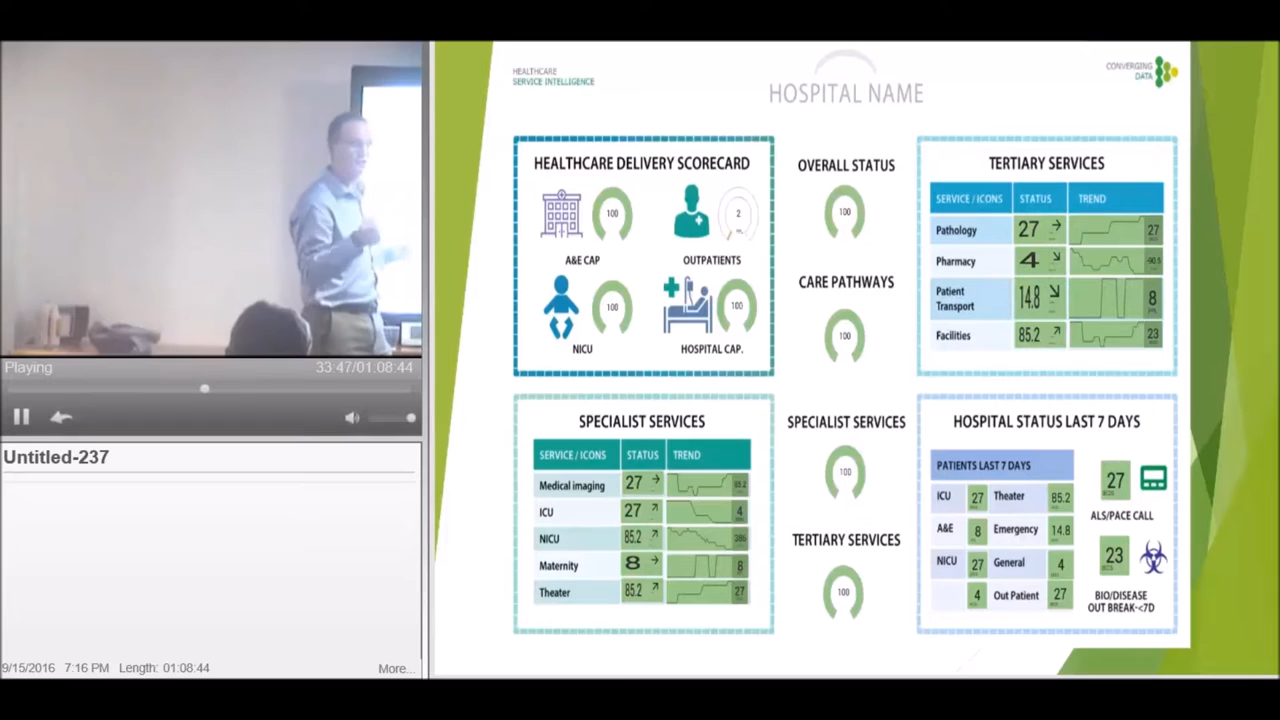 HEALTHCARE
SERVICE INTELLIGENCE
HOSPITAL NAME
CONVERGING
DATA
HEALTHCARE DELIVERY SCORECARD
100
2
A&E CAP
OUTPATIENTS
100
100
NICU
HOSPITAL CAP.
OVERALL STATUS
100
CARE PATHWAYS
100
SPECIALIST SERVICES
100
TERTIARY SERVICES
100
TERTIARY SERVICES
SERVICE / ICONS STATUS TREND
Pathology 27 27
Pharmacy 4 -90.5
Patient
Transport 14.8 8
Facilities 85.2 23
SPECIALIST SERVICES
SERVICE / ICONS STATUS TREND
Medical imaging 27 83.2
ICU 27 4
NICU 85.2 386
Maternity 8 8
Theater 85.2 27
HOSPITAL STATUS LAST 7 DAYS
PATIENTS LAST 7 DAYS
ICU 27 Theater 85.2
A&E 8 Emergency 14.8
NICU 27 General 4
4 Out Patient 27
27
ALS/PACE CALL
23
BIO/DISEASE
OUT BREAK-<7D
Playing 33:47/01:08:44
Untitled-237
9/15/2016 7:16 PM Length: 01:08:44 More...